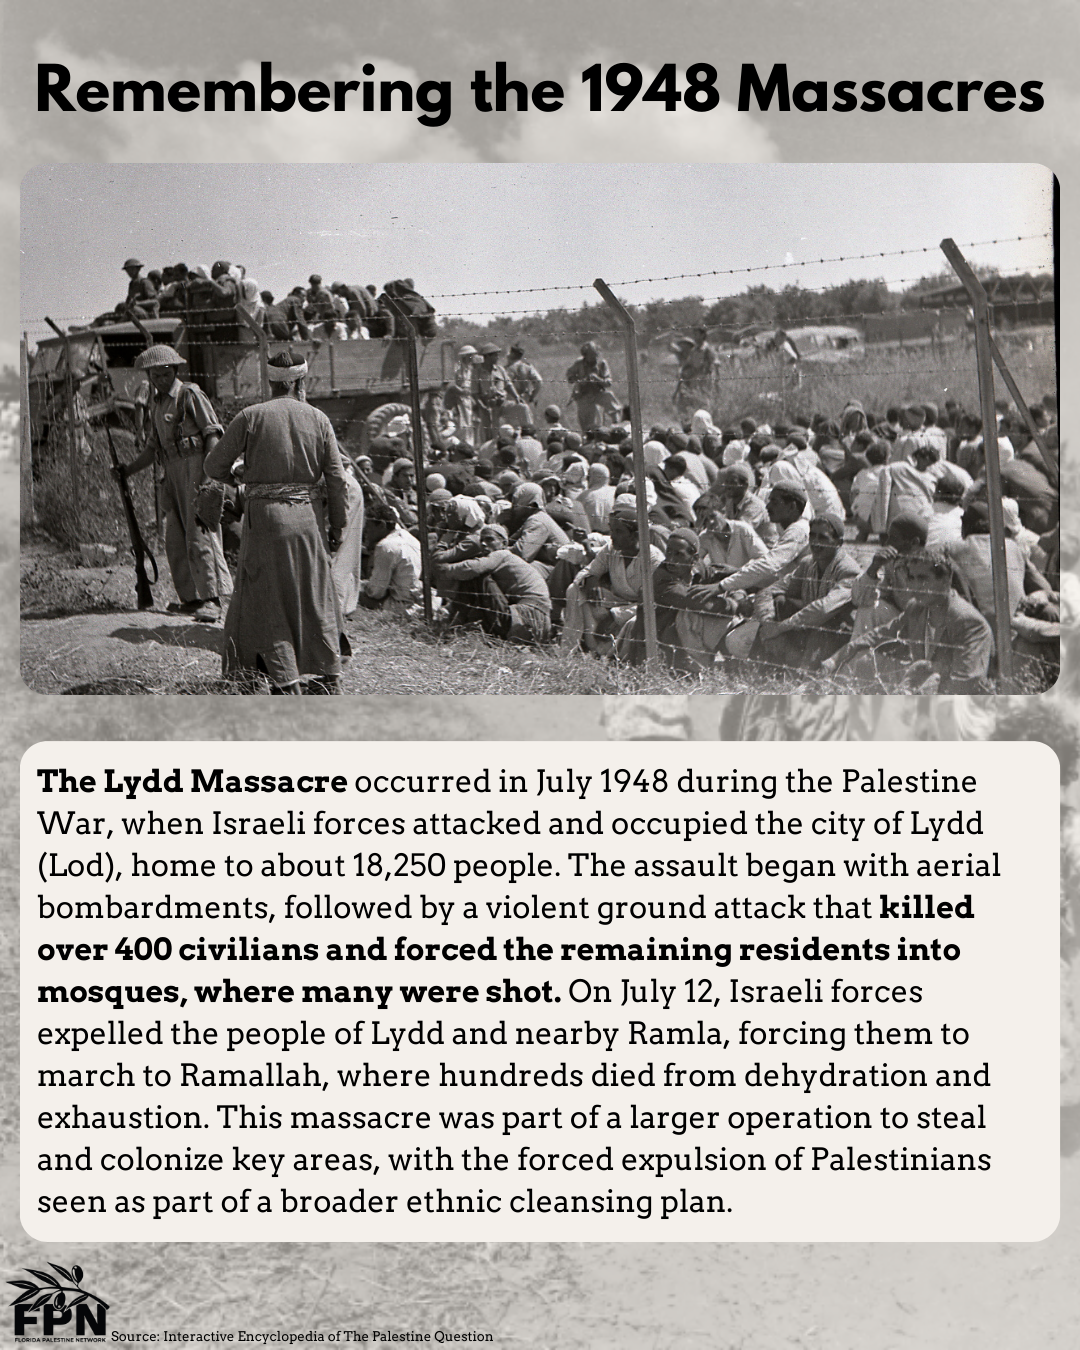 Remembering the 1948 Massacres
The Lydd Massacre occurred in July 1948 during the Palestine
War, when Israeli forces attacked and occupied the city of Lydd
(Lod), home to about 18,250 people. The assault began with aerial
bombardments, followed by a violent ground attack that killed
over 400 civilians and forced the remaining residents into
mosques, where many were shot. On July 12, Israeli forces
expelled the people of Lydd and nearby Ramla, forcing them to
march to Ramallah, where hundreds died from dehydration and
exhaustion. This massacre was part of a larger operation to steal
and colonize key areas, with the forced expulsion of Palestinians
seen as part of a broader ethnic cleansing plan.
FPN
FLORIDA PALESTINE NETWORK
Source: Interactive Encyclopedia of The Palestine Question